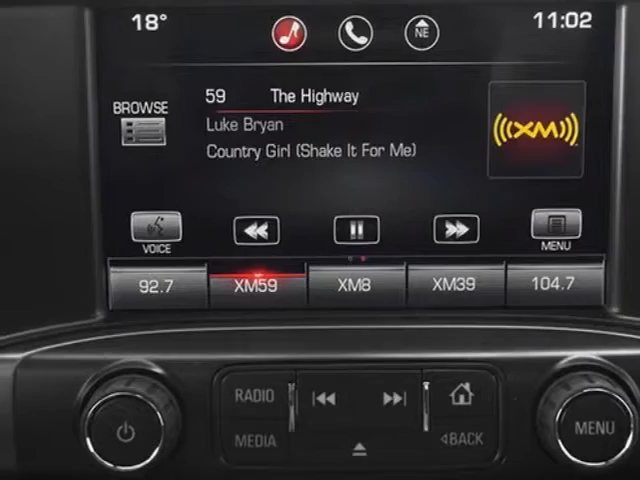 18° NE 11:02
59 The Highway
BROWSE
Luke Bryan
Country Girl (Shake It For Me)
XM
VOICE
MENU
92.7 XM59 XM8 XM39 104.7
RADIO
MENU
MEDIA
BACK